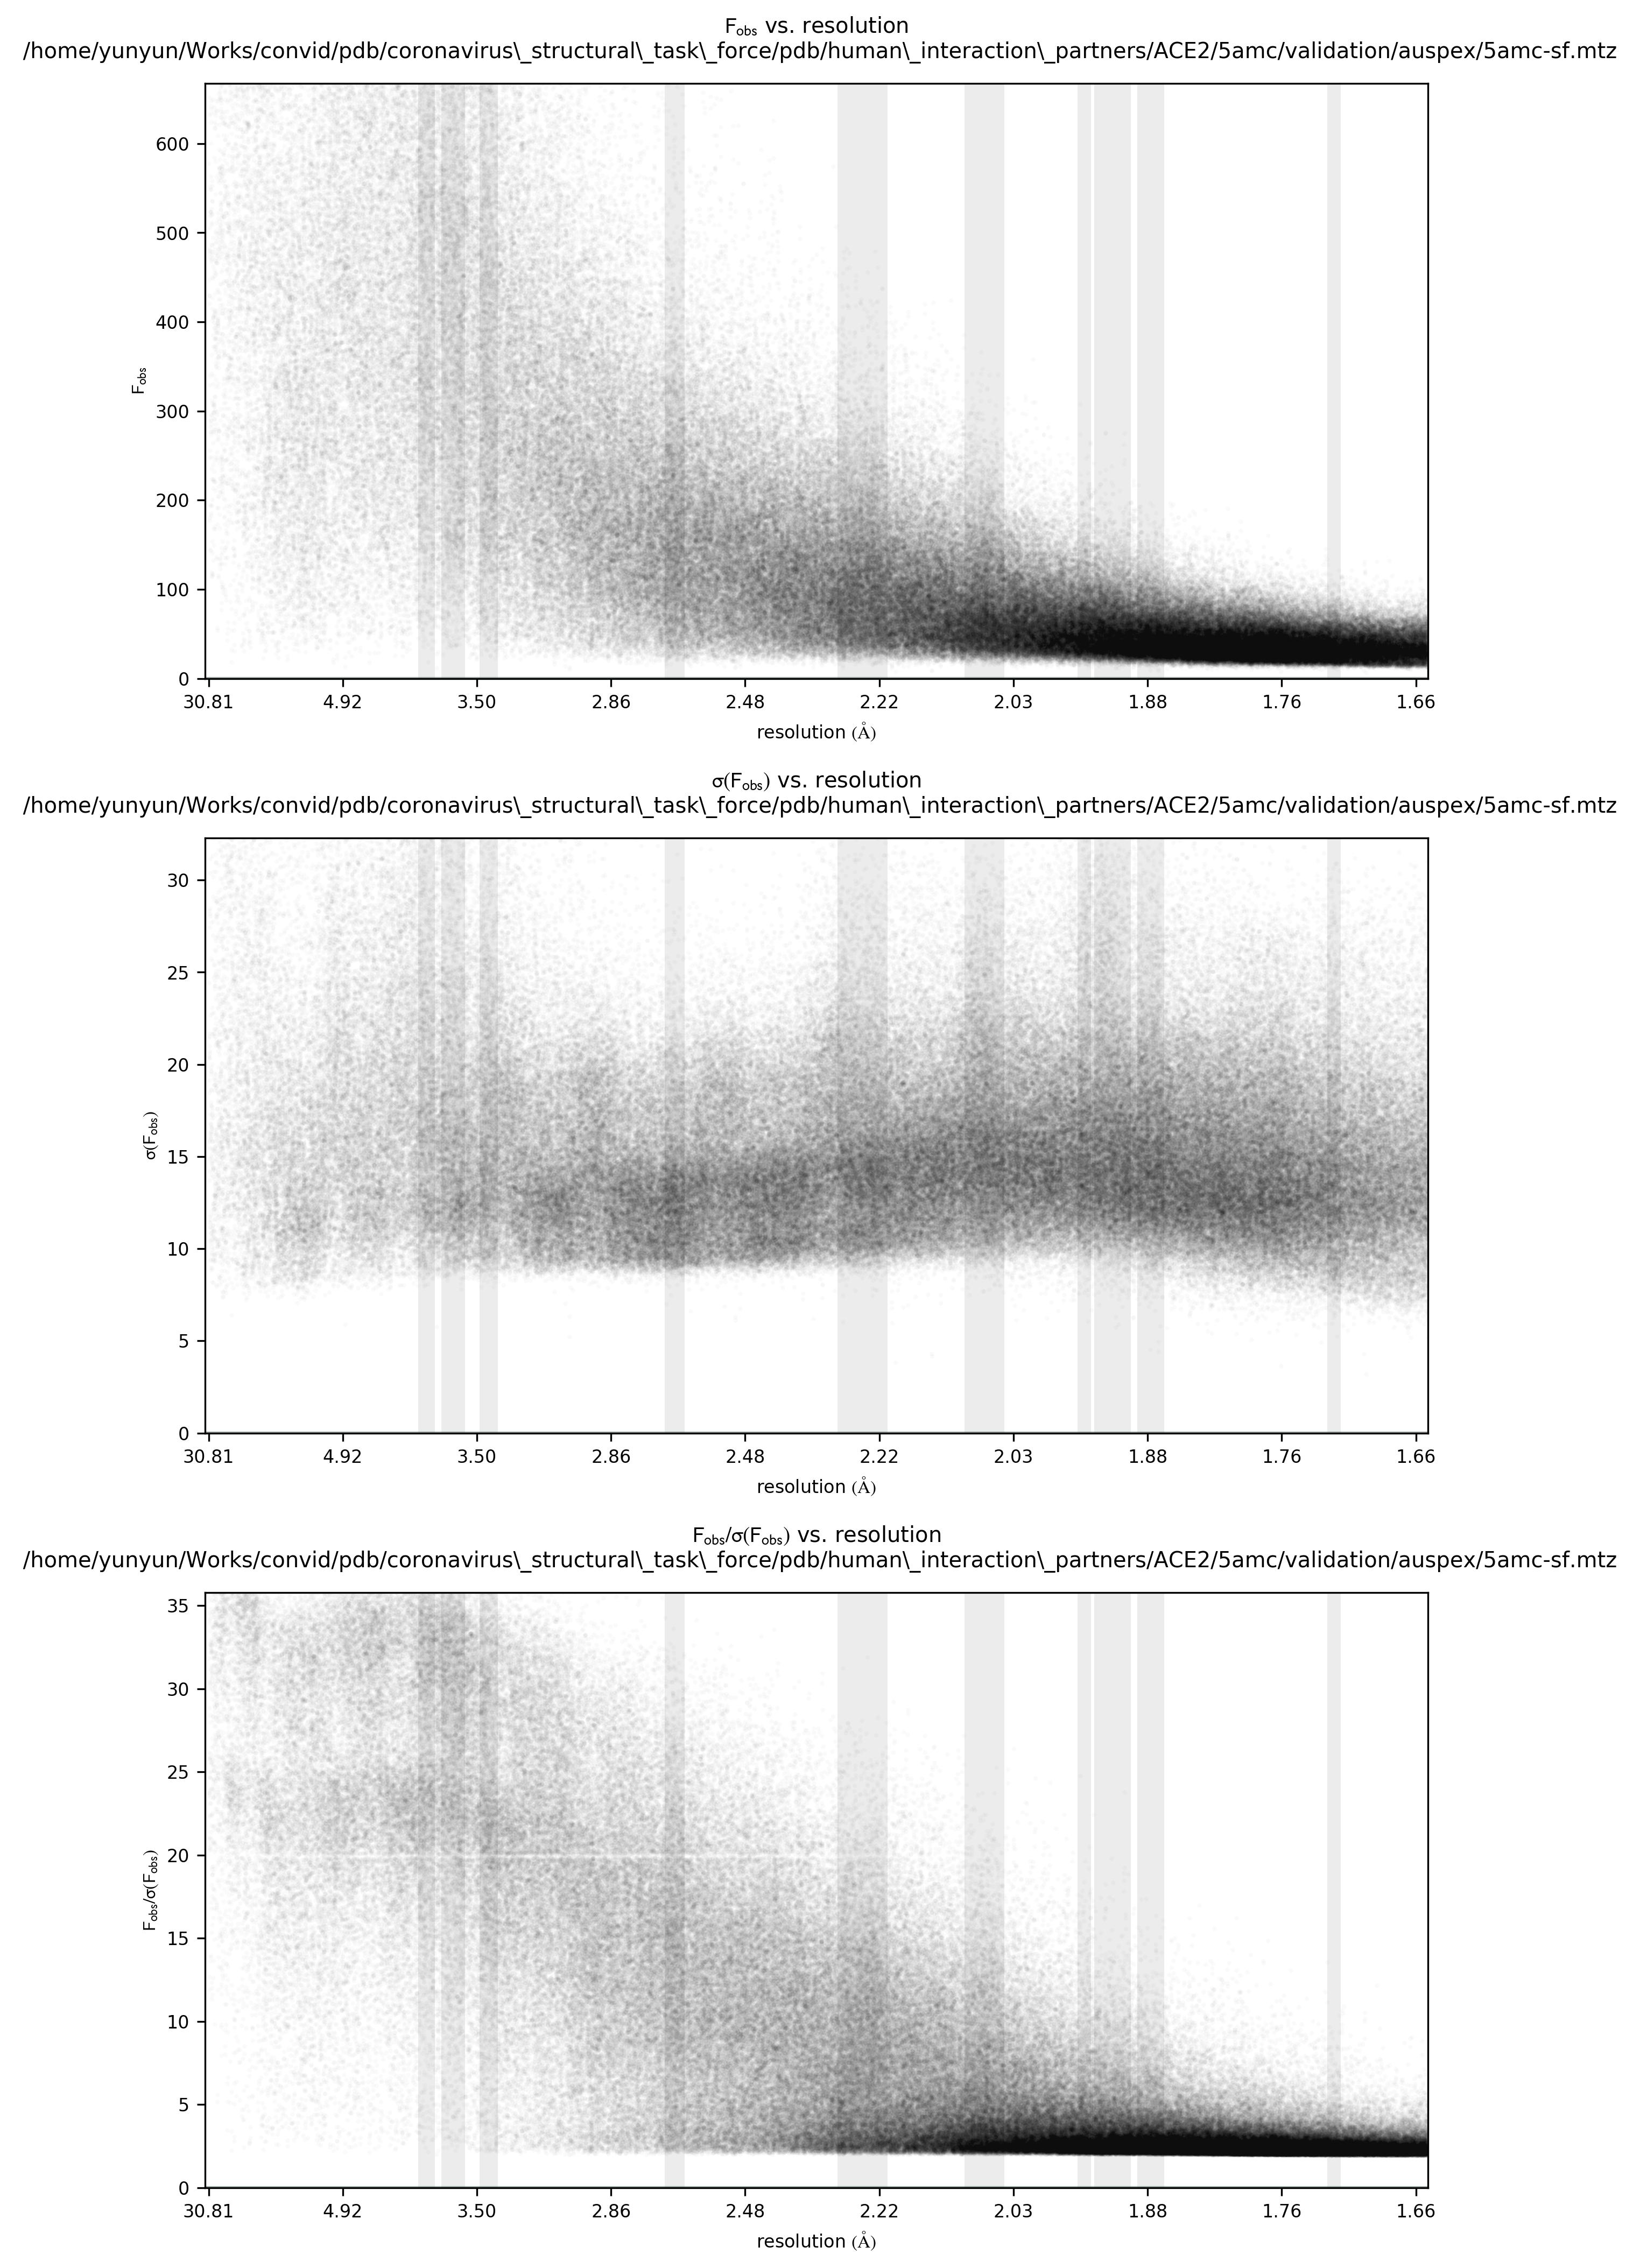 Fobs vs. resolution
/home/yunyun/Works/convid/pdb/coronavirus\_structural\_task\_force/pdb/human\_interaction\_partners/ACE2/5amc/validation/auspex/5amc-sf.mtz
600
500
400
300
200
100
0
Fobs
30.81 4.92 3.50 2.86 2.48 2.22 2.03 1.88 1.76 1.66
resolution (Å)
σ(Fobs) vs. resolution
/home/yunyun/Works/convid/pdb/coronavirus\_structural\_task\_force/pdb/human\_interaction\_partners/ACE2/5amc/validation/auspex/5amc-sf.mtz
30
25
20
15
10
5
0
σ(Fobs)
30.81 4.92 3.50 2.86 2.48 2.22 2.03 1.88 1.76 1.66
resolution (Å)
Fobs/σ(Fobs) vs. resolution
/home/yunyun/Works/convid/pdb/coronavirus\_structural\_task\_force/pdb/human\_interaction\_partners/ACE2/5amc/validation/auspex/5amc-sf.mtz
35
30
25
20
15
10
5
0
Fobs/σ(Fobs)
30.81 4.92 3.50 2.86 2.48 2.22 2.03 1.88 1.76 1.66
resolution (Å)